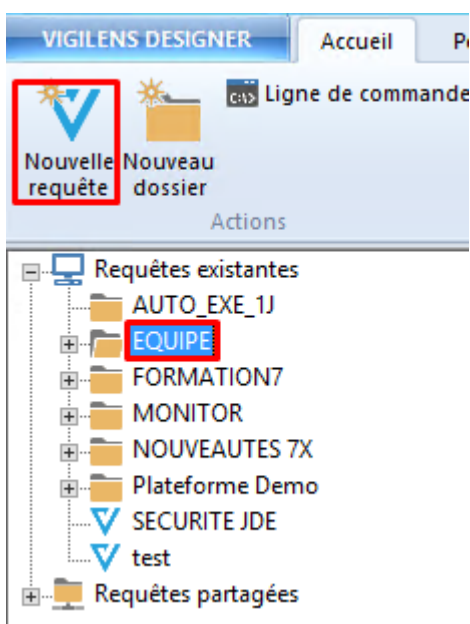 VIGILENS DESIGNER Accueil
C:\> Ligne de commande
Nouvelle Nouveau
requête dossier
Actions
Requêtes existantes
AUTO_EXE_1J
EQUIPE
FORMATION7
MONITOR
NOUVEAUTES 7X
Plateforme Demo
SECURITE JDE
test
Requêtes partagées